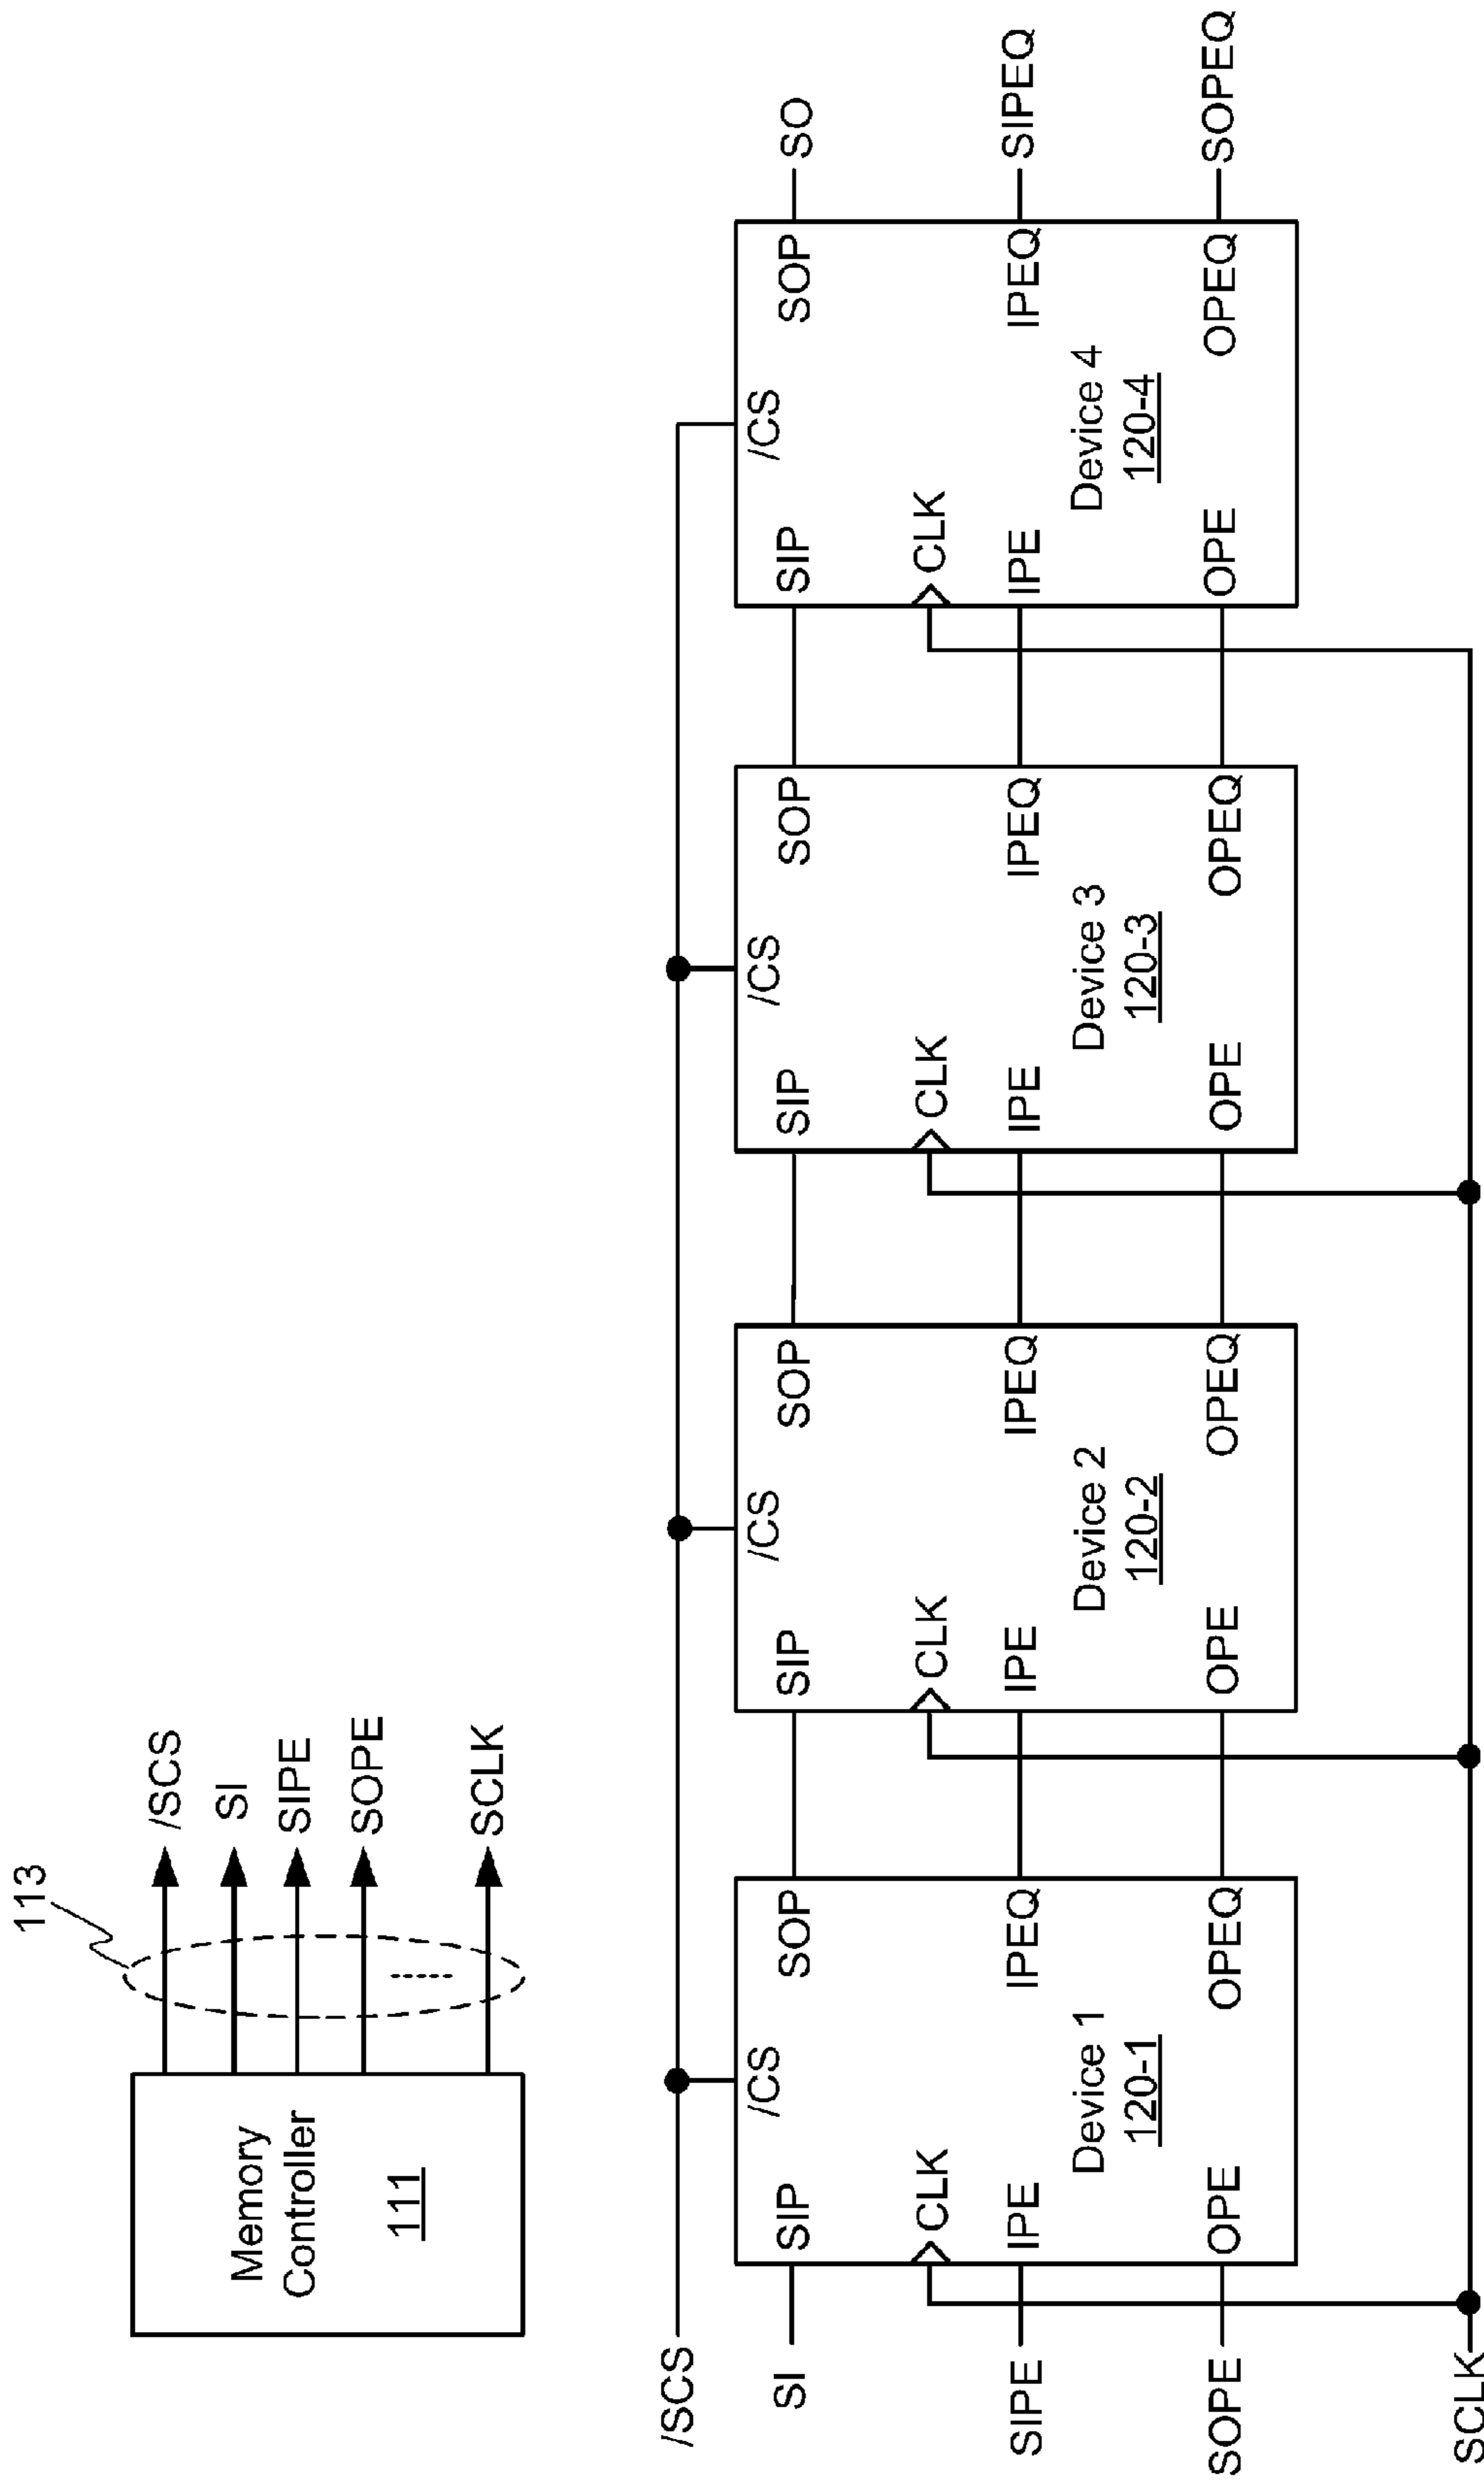 113
Memory
Controller
111
/SCS
SI
SIPE
SOPE
SCLK
/SCS
SI
SIPE
SOPE
SCLK
/CS
SIP
SOP
CLK
IPE
IPEQ
Device 1
120-1
OPE
OPEQ
/CS
SIP
SOP
CLK
IPE
IPEQ
Device 2
120-2
OPE
OPEQ
/CS
SIP
SOP
CLK
IPE
IPEQ
Device 3
120-3
OPE
OPEQ
/CS
SIP
SOP
CLK
IPE
IPEQ
Device 4
120-4
OPE
OPEQ
SO
SIPEQ
SOPEQ